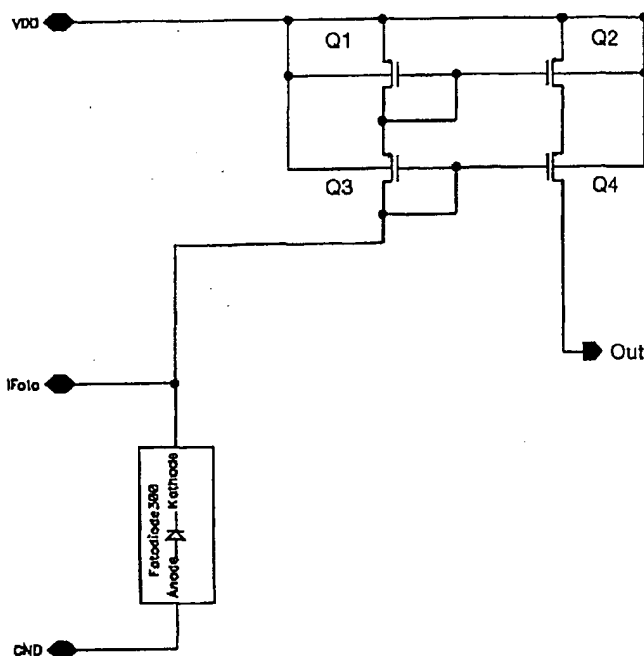 VDD
Q1
Q2
Q3
Q4
Out
IFoto
Fotodiode300
Anode
Kathode
GND